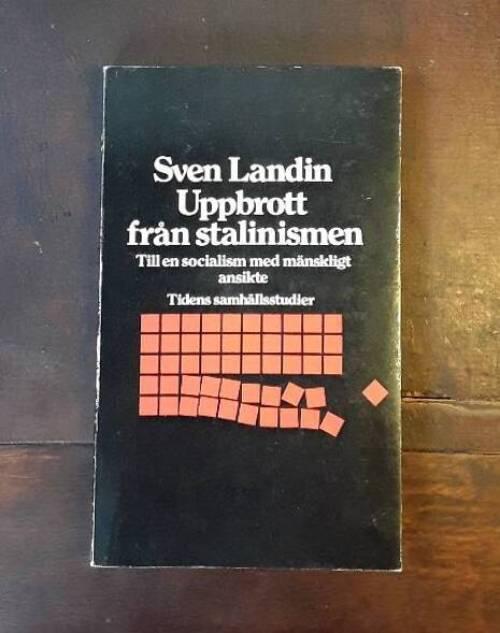 Sven Landin
Uppbrott
från stalinismen
Till en socialism med mänskligt
ansikte
Tidens samhällsstudier